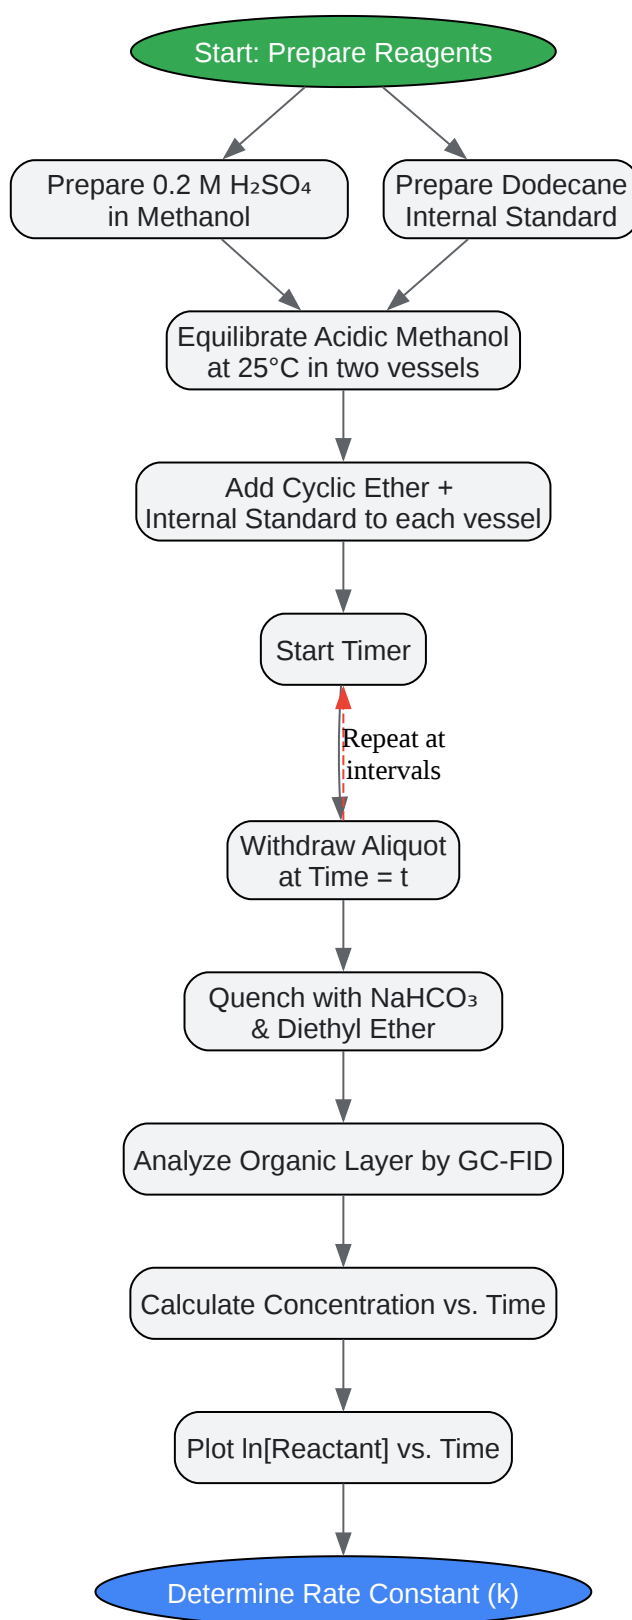 Start: Prepare Reagents
Prepare 0.2 M H₂SO₄
in Methanol
Prepare Dodecane
Internal Standard
Equilibrate Acidic Methanol
at 25°C in two vessels
Add Cyclic Ether +
Internal Standard to each vessel
Start Timer
Repeat at
intervals
Withdraw Aliquot
at Time = t
Quench with NaHCO₃
& Diethyl Ether
Analyze Organic Layer by GC-FID
Calculate Concentration vs. Time
Plot ln[Reactant] vs. Time
Determine Rate Constant (k)